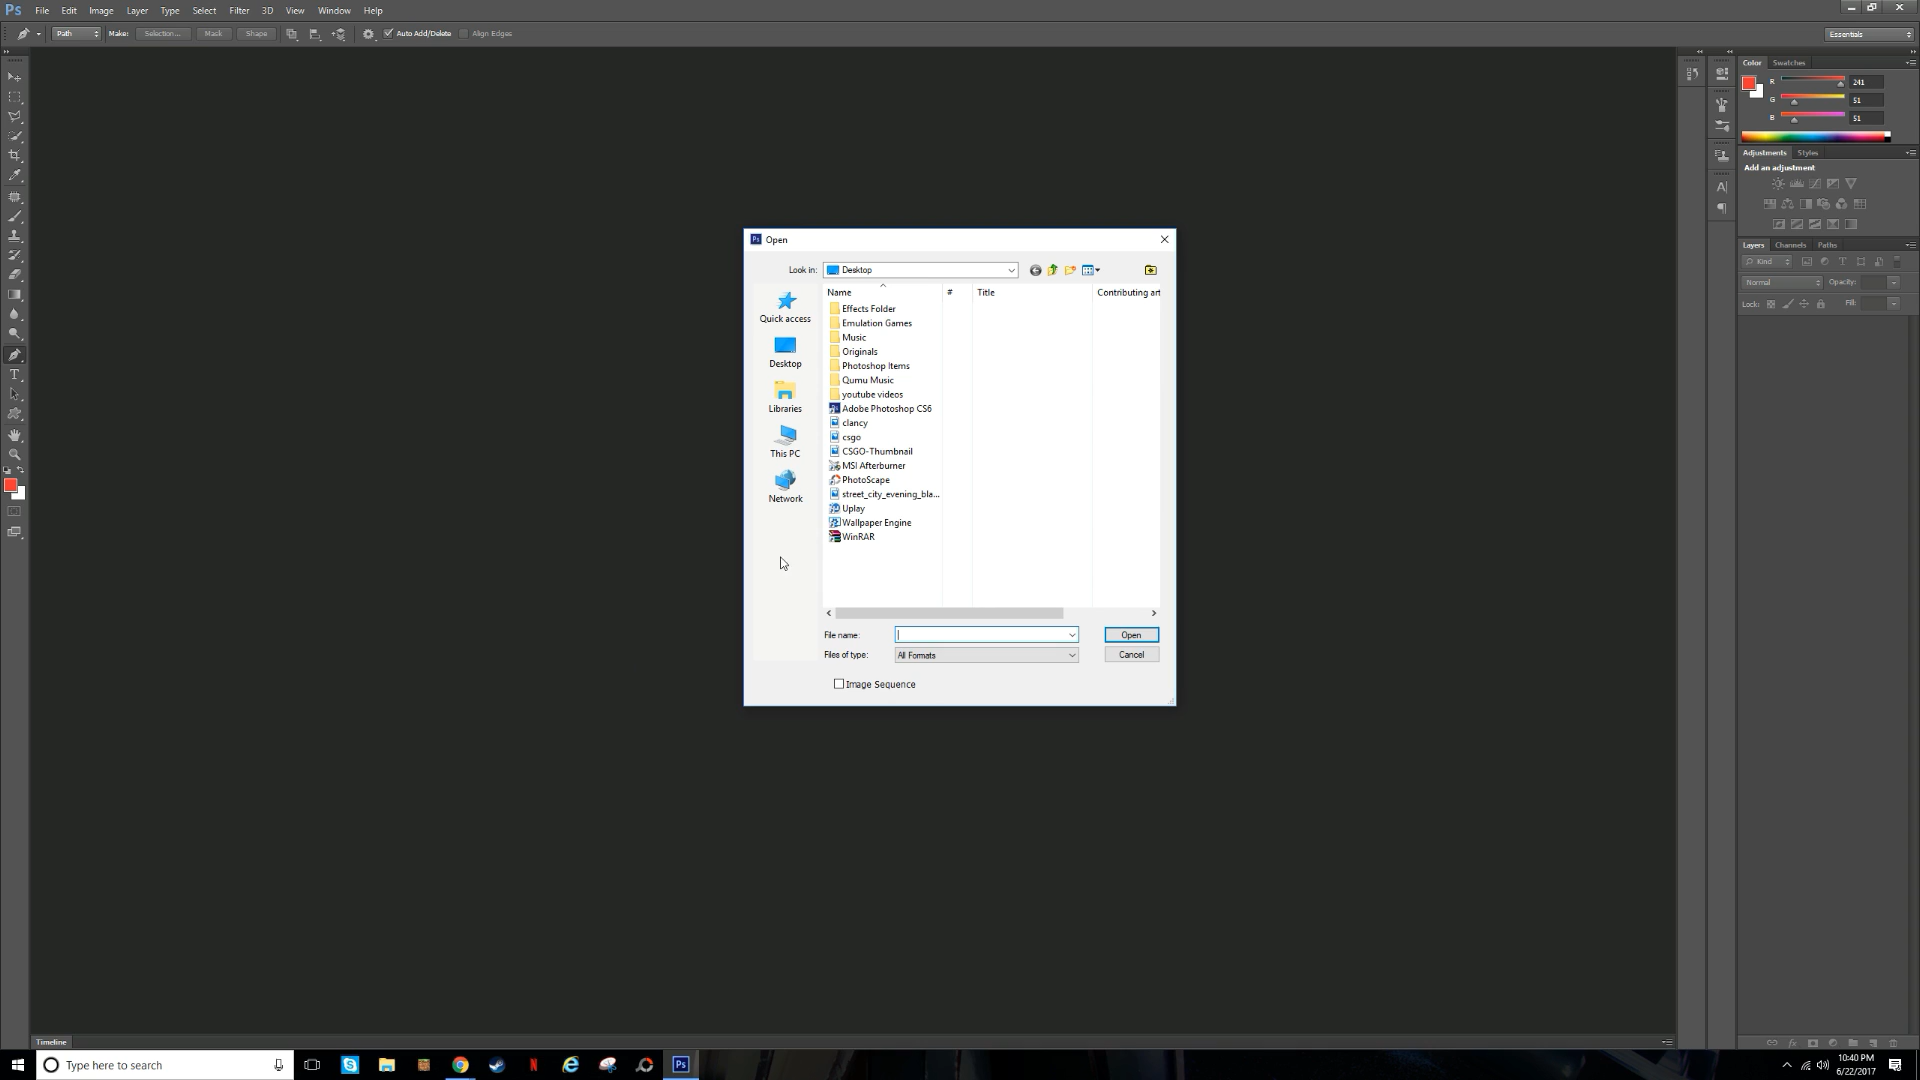 Ps File Edit Image Layer Type Select Filter 3D View Window Help
Path Make: Selection... Mask Shape Auto Add/Delete Align Edges Essentials
Color Swatches
R 241
G 51
B 51
Adjustments Styles
Add an adjustment
Layers Channels Paths
Kind
Normal Opacity:
Lock: Fill:
Ps Open
Look in: Desktop
Quick access
Desktop
Libraries
This PC
Network
Name # Title Contributing art
Effects Folder
Emulation Games
Music
Originals
Photoshop Items
Qumu Music
youtube videos
Adobe Photoshop CS6
clancy
csgo
CSGO-Thumbnail
MSI Afterburner
PhotoScape
street_city_evening_bla...
Uplay
Wallpaper Engine
WinRAR
File name: Open
Files of type: All Formats Cancel
Image Sequence
Timeline
Type here to search
10:40 PM
6/22/2017